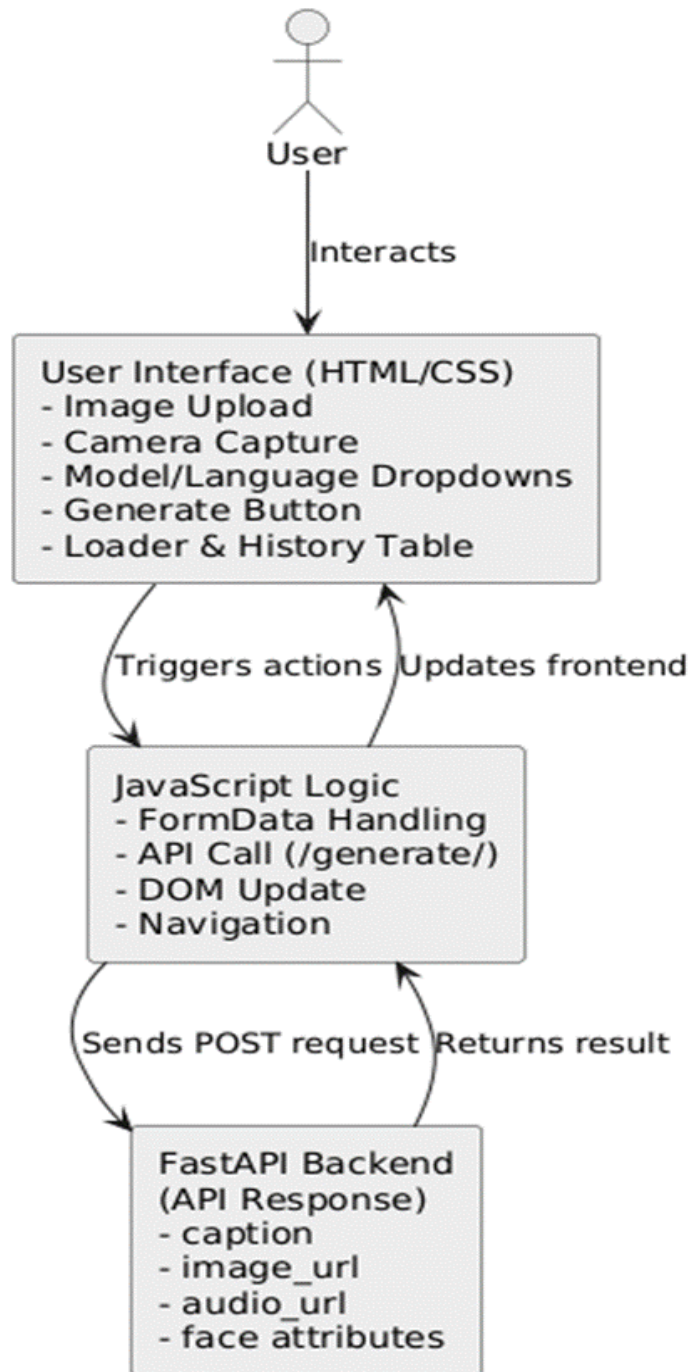 User
Interacts
User Interface (HTML/CSS)
- Image Upload
- Camera Capture
- Model/Language Dropdowns
- Generate Button
- Loader & History Table
Triggers actions
Updates frontend
JavaScript Logic
- FormData Handling
- API Call (/generate/)
- DOM Update
- Navigation
Sends POST request
Returns result
FastAPI Backend
(API Response)
- caption
- image_url
- audio_url
- face attributes